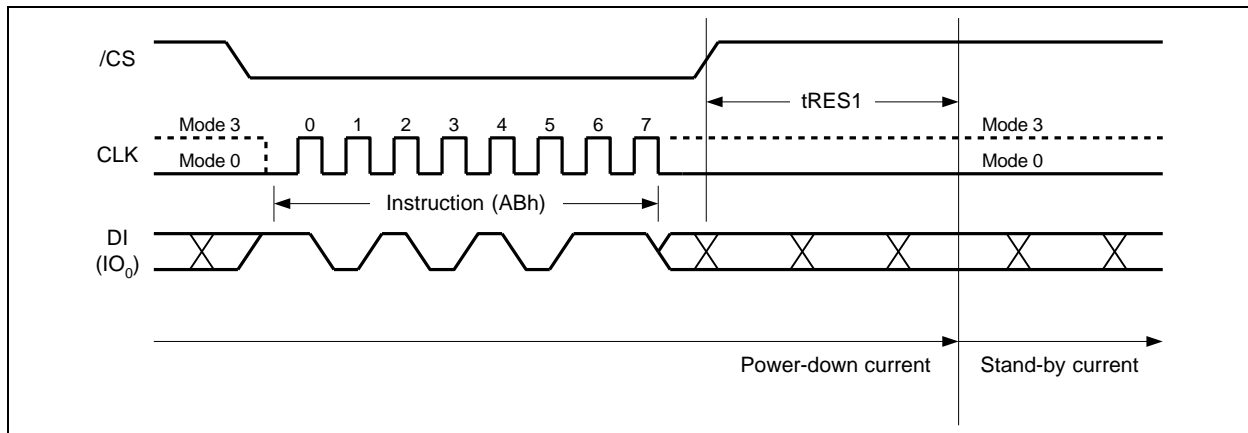 /CS
tRES1
Mode 3
0 1 2 3 4 5 6 7
Mode 3
CLK
Mode 0
Mode 0
Instruction (ABh)
DI
(IO0)
Power-down current
Stand-by current